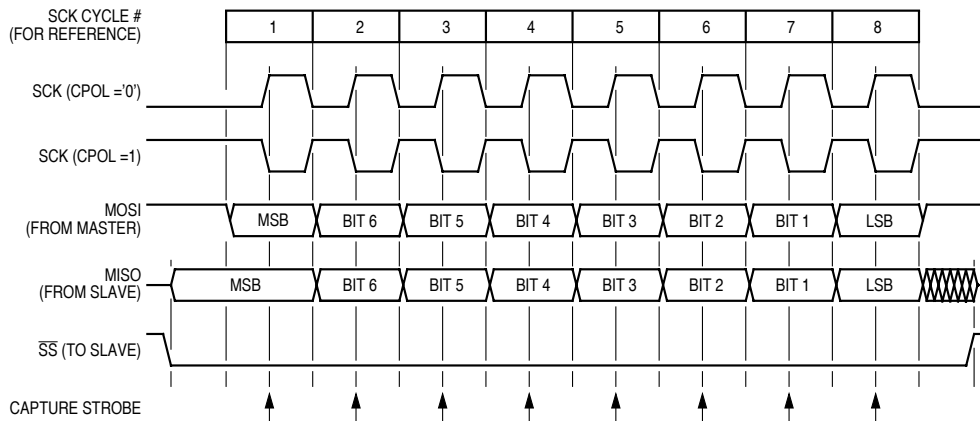 SCK CYCLE #
(FOR REFERENCE)
1 2 3 4 5 6 7 8
SCK (CPOL ='0')
SCK (CPOL =1)
MOSI
(FROM MASTER)
MSB BIT 6 BIT 5 BIT 4 BIT 3 BIT 2 BIT 1 LSB
MISO
(FROM SLAVE)
MSB BIT 6 BIT 5 BIT 4 BIT 3 BIT 2 BIT 1 LSB
SS (TO SLAVE)
CAPTURE STROBE